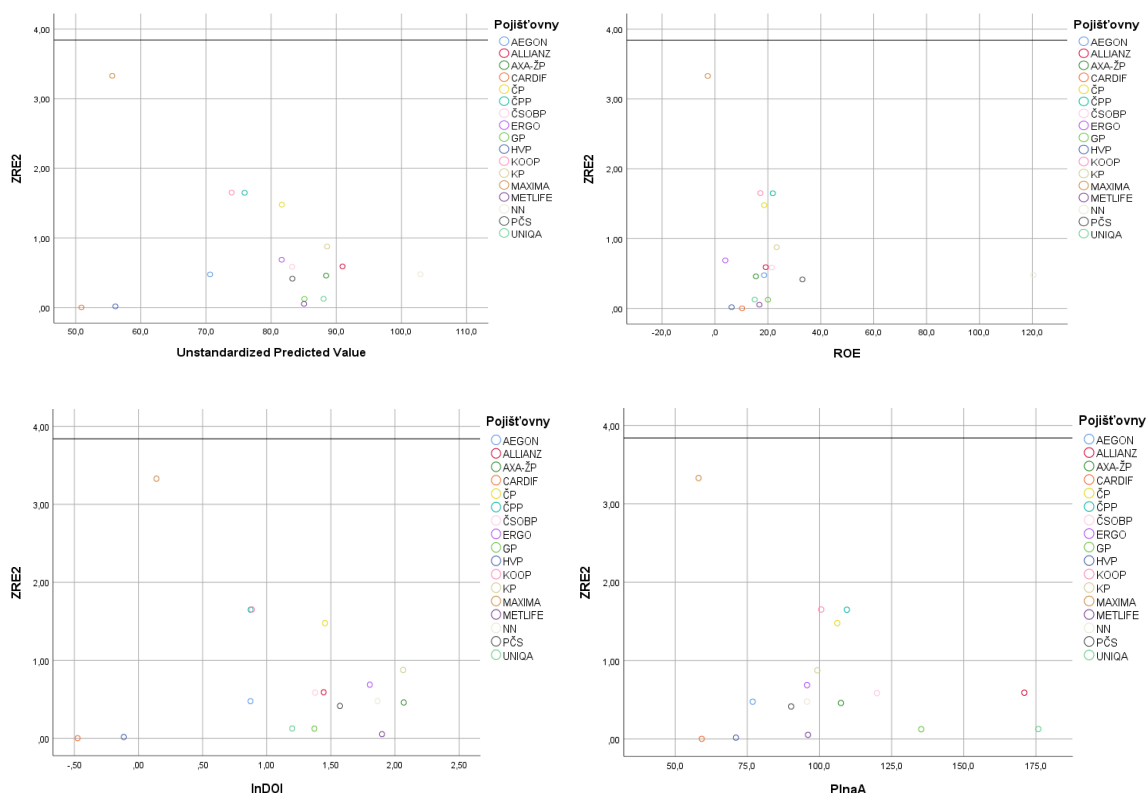 Pojišťovny
AEGON
ALLIANZ
AXA-ŽP
CARDIF
ČP
ČPP
ČSOBP
ERGO
GP
HVP
KOOP
KP
MAXIMA
METLIFE
NN
PČS
UNIQA
4,00
3,00
2,00
1,00
,00
ZRE2
50,0 60,0 70,0 80,0 90,0 100,0 110,0
Unstandardized Predicted Value
Pojišťovny
AEGON
ALLIANZ
AXA-ŽP
CARDIF
ČP
ČPP
ČSOBP
ERGO
GP
HVP
KOOP
KP
MAXIMA
METLIFE
NN
PČS
UNIQA
4,00
3,00
2,00
1,00
,00
ZRE2
-20,0 ,0 20,0 40,0 60,0 80,0 100,0 120,0
ROE
Pojišťovny
AEGON
ALLIANZ
AXA-ŽP
CARDIF
ČP
ČPP
ČSOBP
ERGO
GP
HVP
KOOP
KP
MAXIMA
METLIFE
NN
PČS
UNIQA
4,00
3,00
2,00
1,00
,00
ZRE2
-,50 ,00 ,50 1,00 1,50 2,00 2,50
lnDOI
Pojišťovny
AEGON
ALLIANZ
AXA-ŽP
CARDIF
ČP
ČPP
ČSOBP
ERGO
GP
HVP
KOOP
KP
MAXIMA
METLIFE
NN
PČS
UNIQA
4,00
3,00
2,00
1,00
,00
ZRE2
50,0 75,0 100,0 125,0 150,0 175,0
PInaA